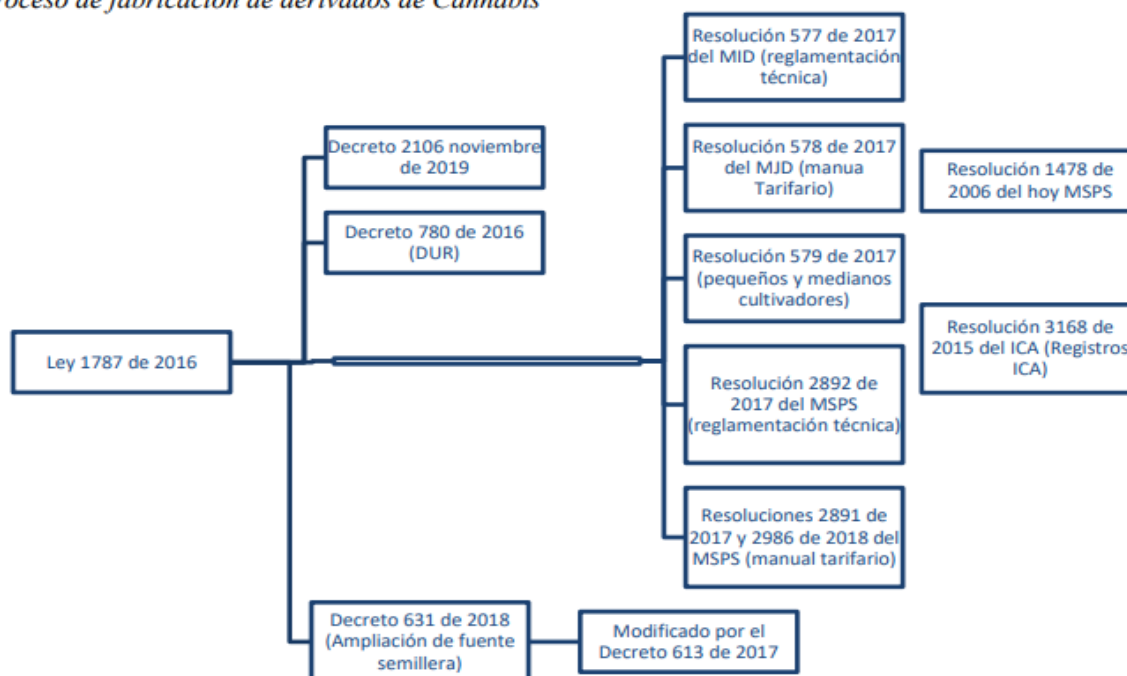 roceso de fabricación de derivados de Cannabis
Ley 1787 de 2016
Decreto 2106 noviembre
de 2019
Decreto 780 de 2016
(DUR)
Resolución 577 de 2017
del MID (reglamentación
técnica)
Resolución 578 de 2017
del MJD (manua
Tarifario)
Resolución 579 de 2017
(pequeños y medianos
cultivadores)
Resolución 2892 de
2017 del MSPS
(reglamentación técnica)
Resoluciones 2891 de
2017 y 2986 de 2018 del
MSPS (manual tarifario)
Resolución 1478 de
2006 del hoy MSPS
Resolución 3168 de
2015 del ICA (Registros
ICA)
Decreto 631 de 2018
(Ampliación de fuente
semillera)
Modificado por el
Decreto 613 de 2017